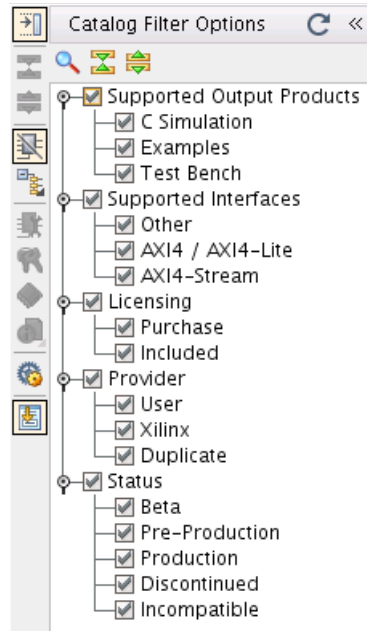 Catalog Filter Options
Supported Output Products
C Simulation
Examples
Test Bench
Supported Interfaces
Other
AXI4 / AXI4-Lite
AXI4-Stream
Licensing
Purchase
Included
Provider
User
Xilinx
Duplicate
Status
Beta
Pre-Production
Production
Discontinued
Incompatible